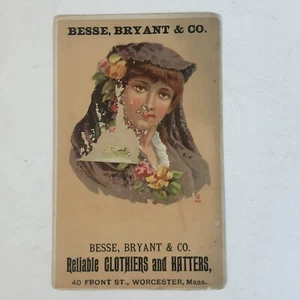 BESSE, BRYANT & CO.
BESSE, BRYANT & CO.
Reliable CLOTHIERS and HATTERS,
40 FRONT ST., WORCESTER, Mass.